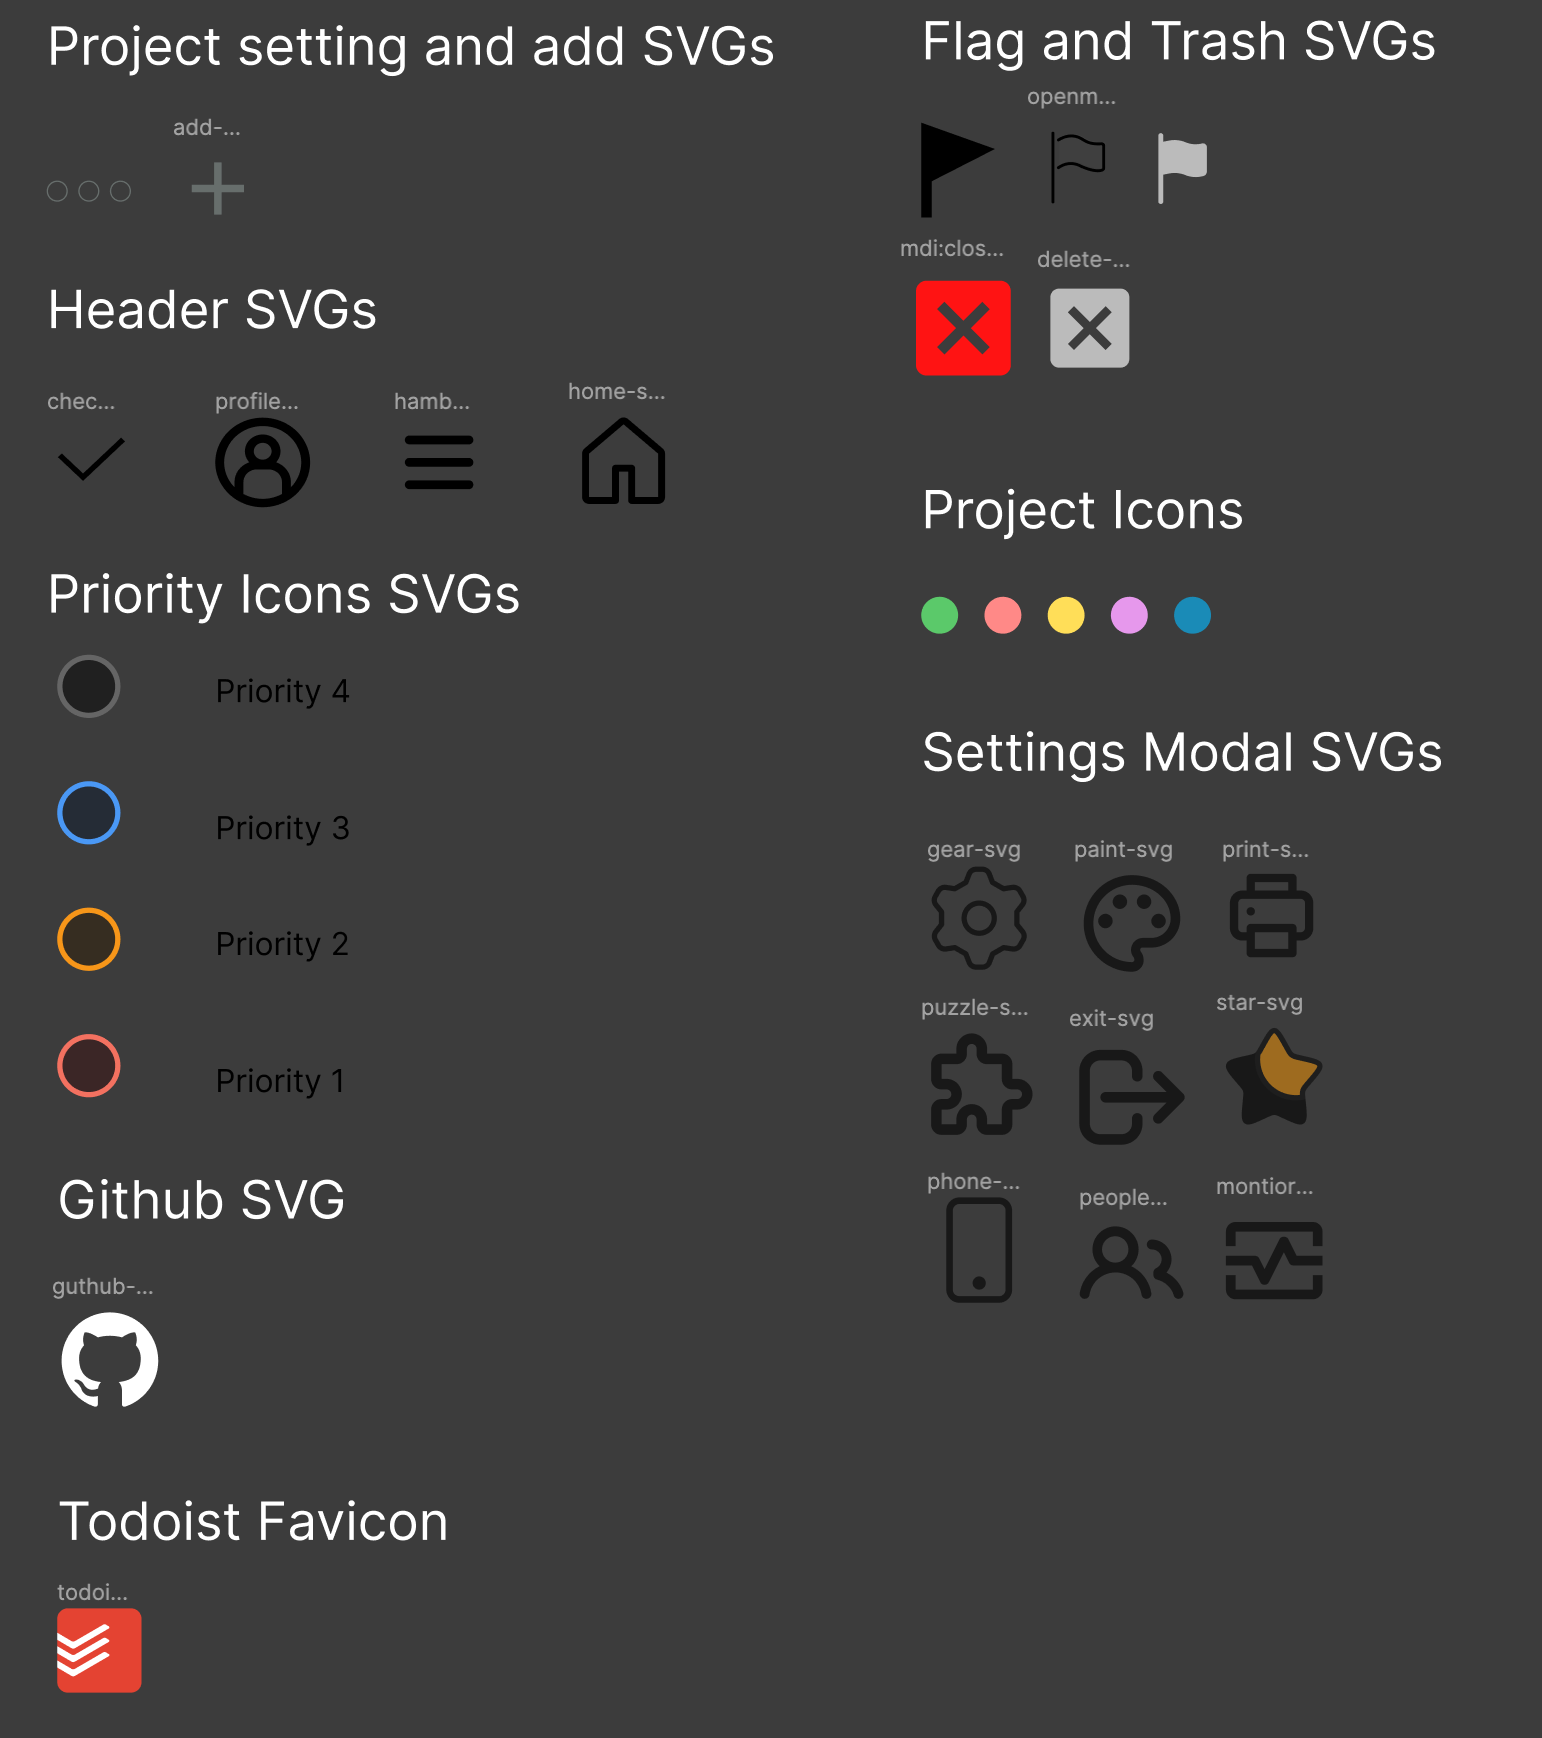 Project setting and add SVGs
add-...
Header SVGs
chec...
profile...
hamb...
home-s...
Priority Icons SVGs
Priority 4
Priority 3
Priority 2
Priority 1
Github SVG
guthub-...
Todoist Favicon
todoi...
Flag and Trash SVGs
openm...
mdi:clos...
delete-...
Project Icons
Settings Modal SVGs
gear-svg
paint-svg
print-s...
puzzle-s...
exit-svg
star-svg
phone-...
people...
montior...